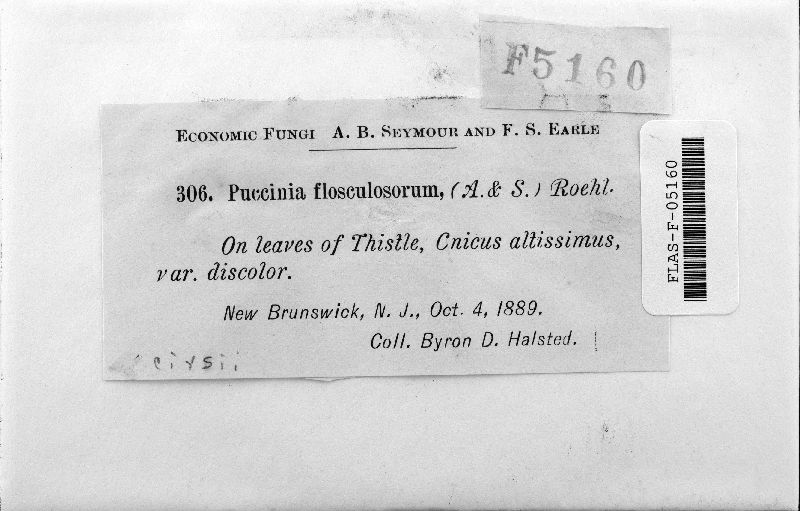 F5160
ECONOMIC FUNGI A. B. SEYMOUR AND F. S. EARLE
306. Puccinia flosculosorum, (A. & S.) Roehl.
On leaves of Thistle, Cnicus altissimus,
var. discolor.
New Brunswick, N. J., Oct. 4, 1889.
Coll. Byron D. Halsted.
cirsii
FLAS-F-05160